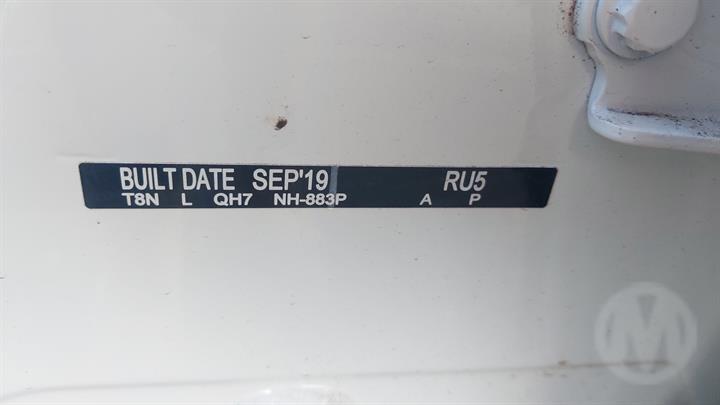 BUILT DATE SEP'19 RU5
T8N L QH7 NH-883P A P
M